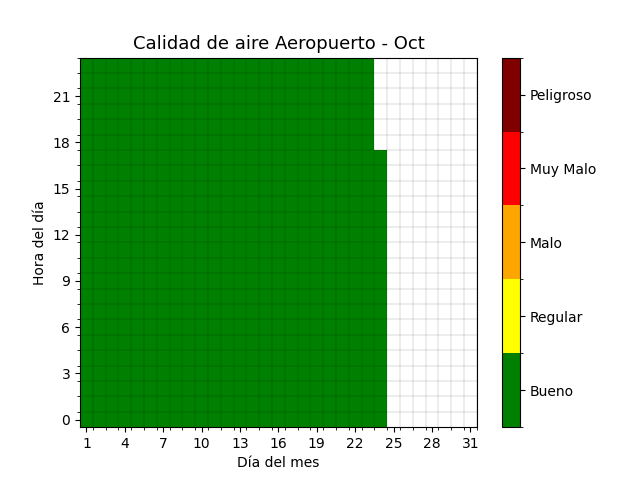 Calidad de aire Aeropuerto - Oct
21
18
15
12
9
6
3
0
Hora del día
1 4 7 10 13 16 19 22 25 28 31
Día del mes
Peligroso
Muy Malo
Malo
Regular
Bueno